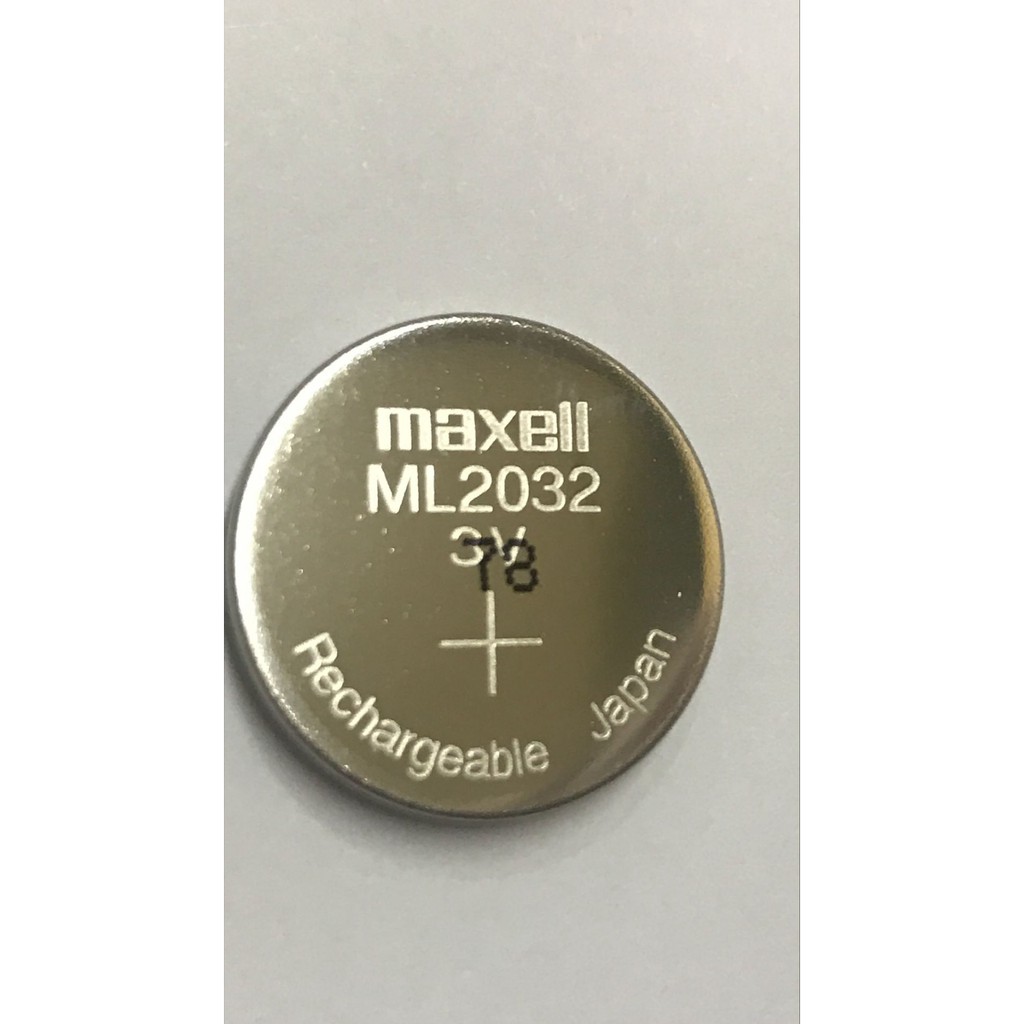 maxell
ML2032
3V
78
+
Rechargeable Japan